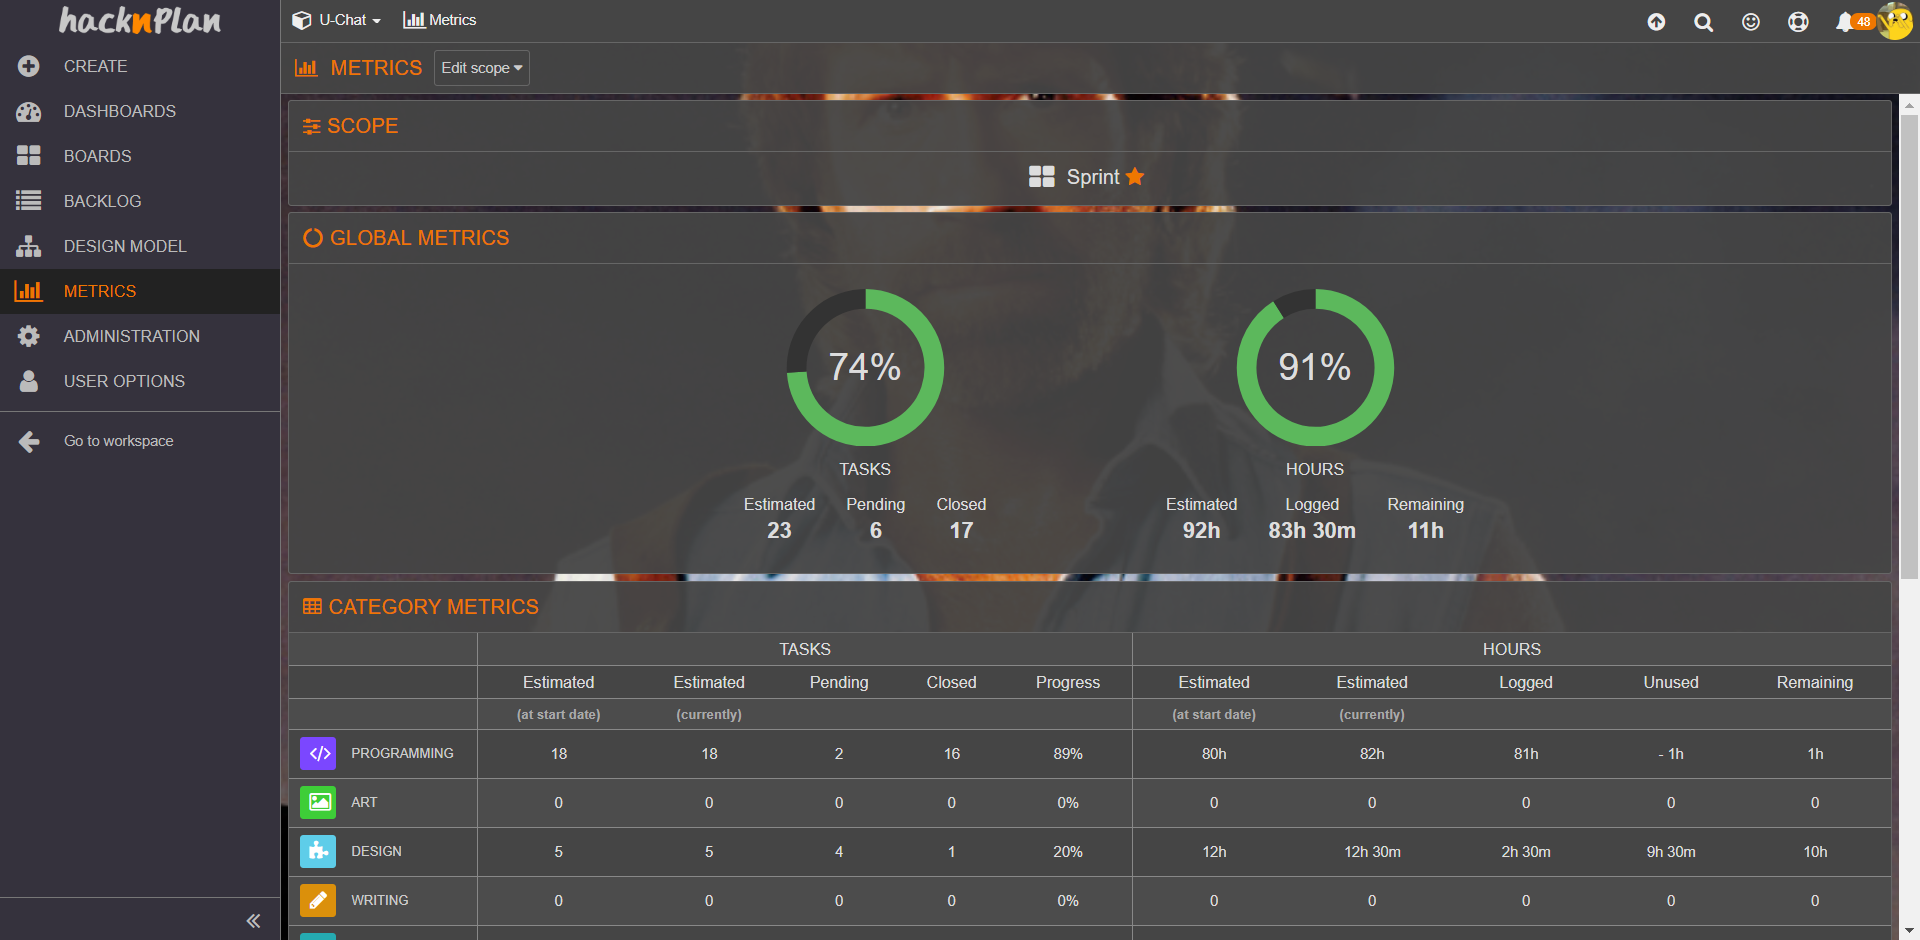 hacknPlan
U-Chat
Metrics
48
CREATE
DASHBOARDS
BOARDS
BACKLOG
DESIGN MODEL
METRICS
ADMINISTRATION
USER OPTIONS
Go to workspace
METRICS
Edit scope
SCOPE
Sprint
GLOBAL METRICS
74%
91%
TASKS
HOURS
Estimated Pending Closed
23 6 17
Estimated Logged Remaining
92h 83h 30m 11h
CATEGORY METRICS
TASKS HOURS
Estimated Estimated Pending Closed Progress Estimated Estimated Logged Unused Remaining
(at start date) (currently) (at start date) (currently)
</> PROGRAMMING 18 18 2 16 89% 80h 82h 81h - 1h 1h
ART 0 0 0 0 0% 0 0 0 0 0
DESIGN 5 5 4 1 20% 12h 12h 30m 2h 30m 9h 30m 10h
WRITING 0 0 0 0 0% 0 0 0 0 0